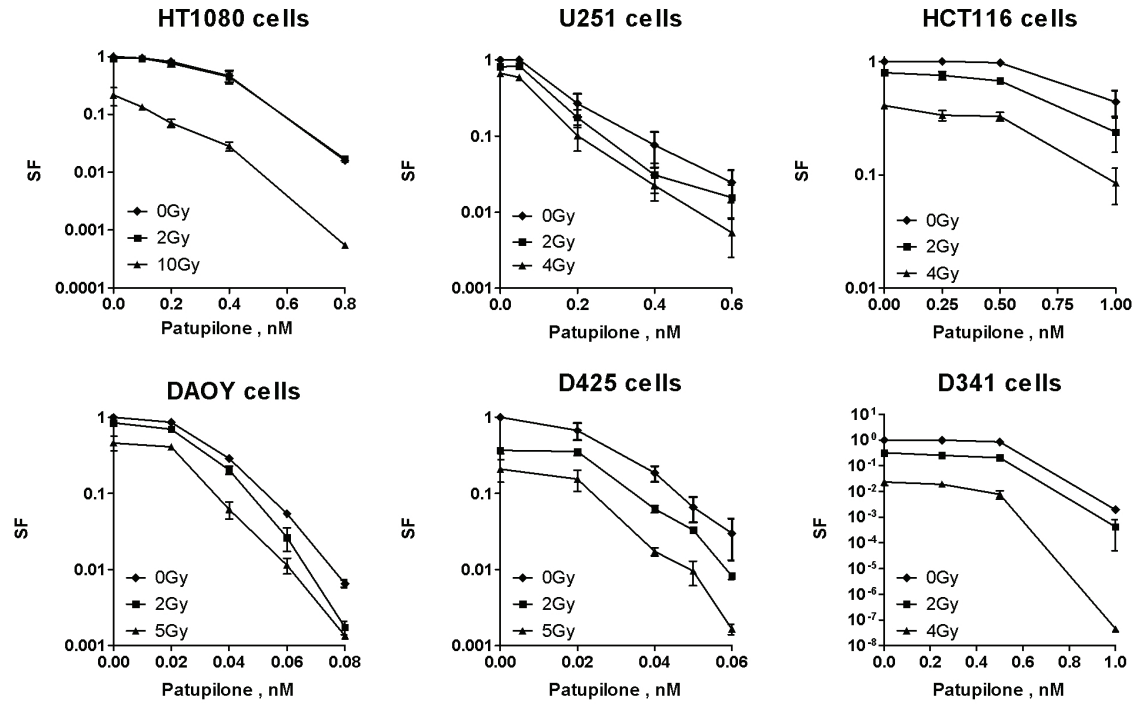 HT1080 cells
1
0.1
0.01
0.001
0.0001
SF
0Gy
2Gy
10Gy
0.0 0.2 0.4 0.6 0.8
Patupilone , nM
U251 cells
1
0.1
0.01
0.001
SF
0Gy
2Gy
4Gy
0.0 0.2 0.4 0.6
Patupilone , nM
HCT116 cells
1
0.1
0.01
SF
0Gy
2Gy
4Gy
0.00 0.25 0.50 0.75 1.00
Patupilone , nM
DAOY cells
1
0.1
0.01
0.001
SF
0Gy
2Gy
5Gy
0.00 0.02 0.04 0.06 0.08
Patupilone , nM
D425 cells
1
0.1
0.01
0.001
SF
0Gy
2Gy
5Gy
0.00 0.02 0.04 0.06
Patupilone , nM
D341 cells
10¹
10⁰
10⁻¹
10⁻²
10⁻³
10⁻⁴
10⁻⁵
10⁻⁶
10⁻⁷
10⁻⁸
SF
0Gy
2Gy
4Gy
0.0 0.2 0.4 0.6 0.8 1.0
Patupilone , nM